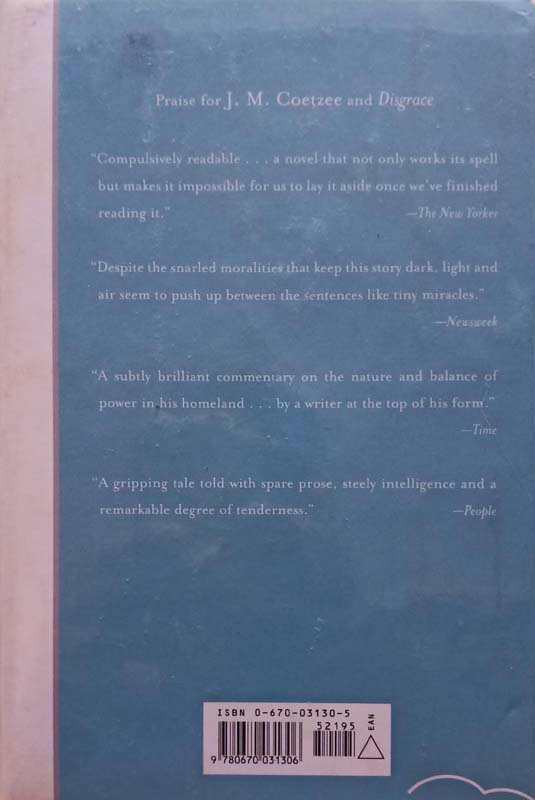 Praise for J. M. Coetzee and Disgrace
“Compulsively readable . . . a novel that not only works its spell
but makes it impossible for us to lay it aside once we’ve finished
reading it.” —The New Yorker
“Despite the snarled moralities that keep this story dark, light and
air seem to push up between the sentences like tiny miracles.”
—Newsweek
“A subtly brilliant commentary on the nature and balance of
power in his homeland . . . by a writer at the top of his form.”
—Time
“A gripping tale told with spare prose, steely intelligence and a
remarkable degree of tenderness.” —People
ISBN 0-670-03130-5
52195
EAN
9 780670 031306